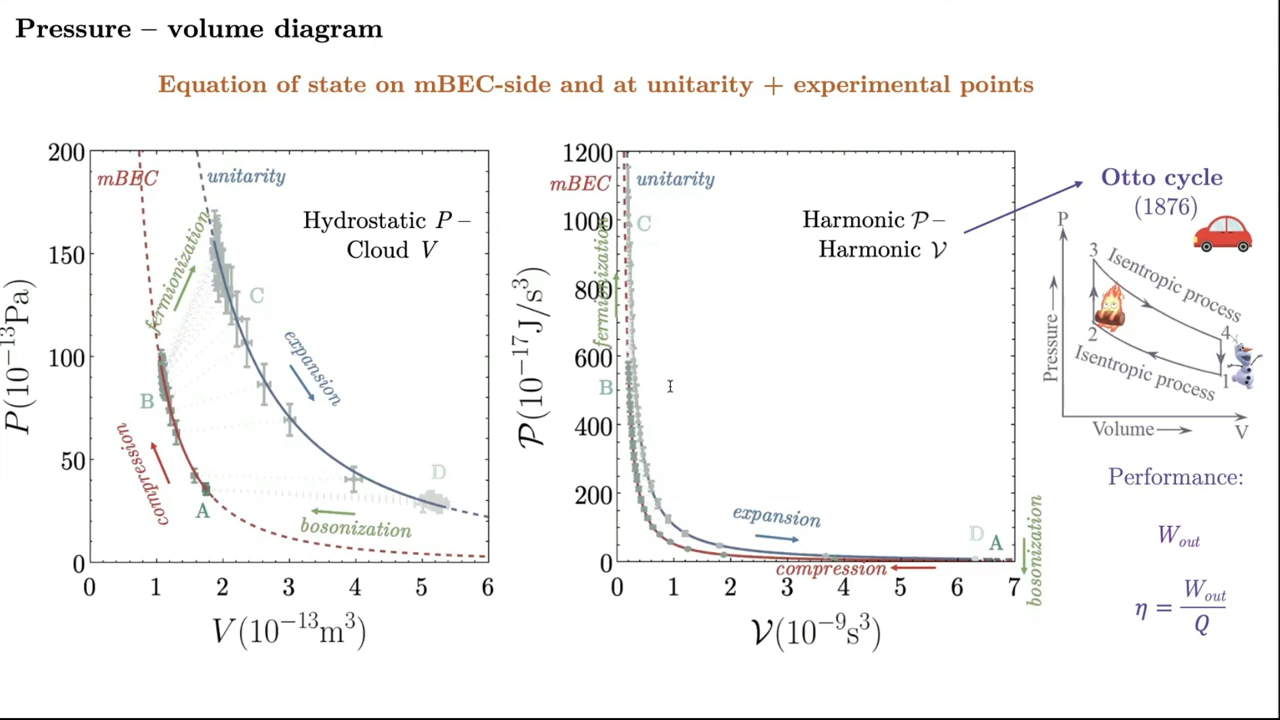 Pressure – volume diagram
Equation of state on mBEC-side and at unitarity + experimental points
200
150
100
50
0
0 1 2 3 4 5 6
P(10⁻¹³Pa)
V(10⁻¹³m³)
mBEC
unitarity
Hydrostatic P –
Cloud V
fermionization
C
expansion
B
compression
A
D
bosonization
1200
1000
800
600
400
200
0
0 1 2 3 4 5 6 7
𝒫(10⁻¹⁷J/s³)
𝒱(10⁻⁹s³)
mBEC
unitarity
Harmonic 𝒫–
Harmonic 𝒱
fermionization
C
B
expansion
D
A
compression
bosonization
Otto cycle
(1876)
P
3
Isentropic process
4
2
Isentropic process
1
Pressure
Volume
V
Performance:
W_out
η = W_out / Q